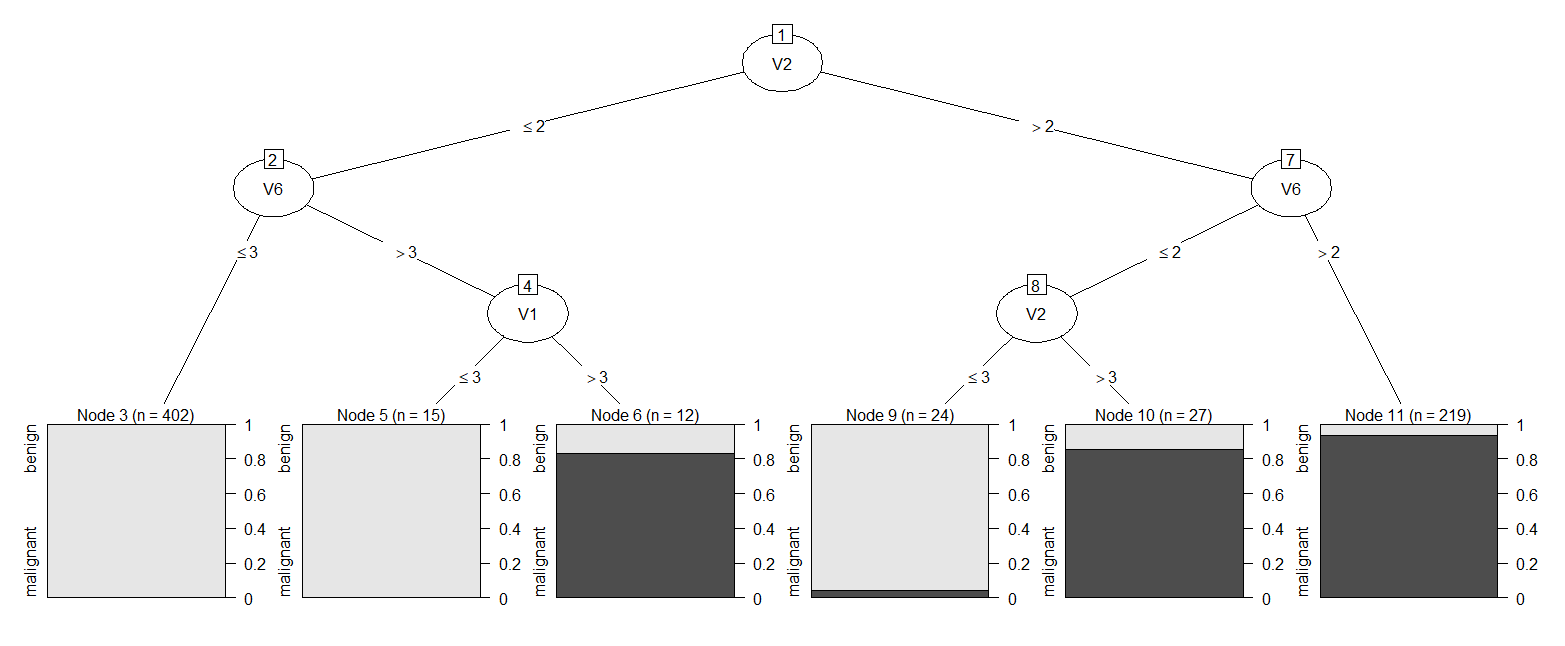 1
V2
≤ 2
> 2
2
V6
7
V6
≤ 3
> 3
≤ 2
> 2
4
V1
8
V2
≤ 3
> 3
≤ 3
> 3
Node 3 (n = 402)
benign
malignant
1
0.8
0.6
0.4
0.2
0
Node 5 (n = 15)
benign
malignant
1
0.8
0.6
0.4
0.2
0
Node 6 (n = 12)
benign
malignant
1
0.8
0.6
0.4
0.2
0
Node 9 (n = 24)
benign
malignant
1
0.8
0.6
0.4
0.2
0
Node 10 (n = 27)
benign
malignant
1
0.8
0.6
0.4
0.2
0
Node 11 (n = 219)
benign
malignant
1
0.8
0.6
0.4
0.2
0